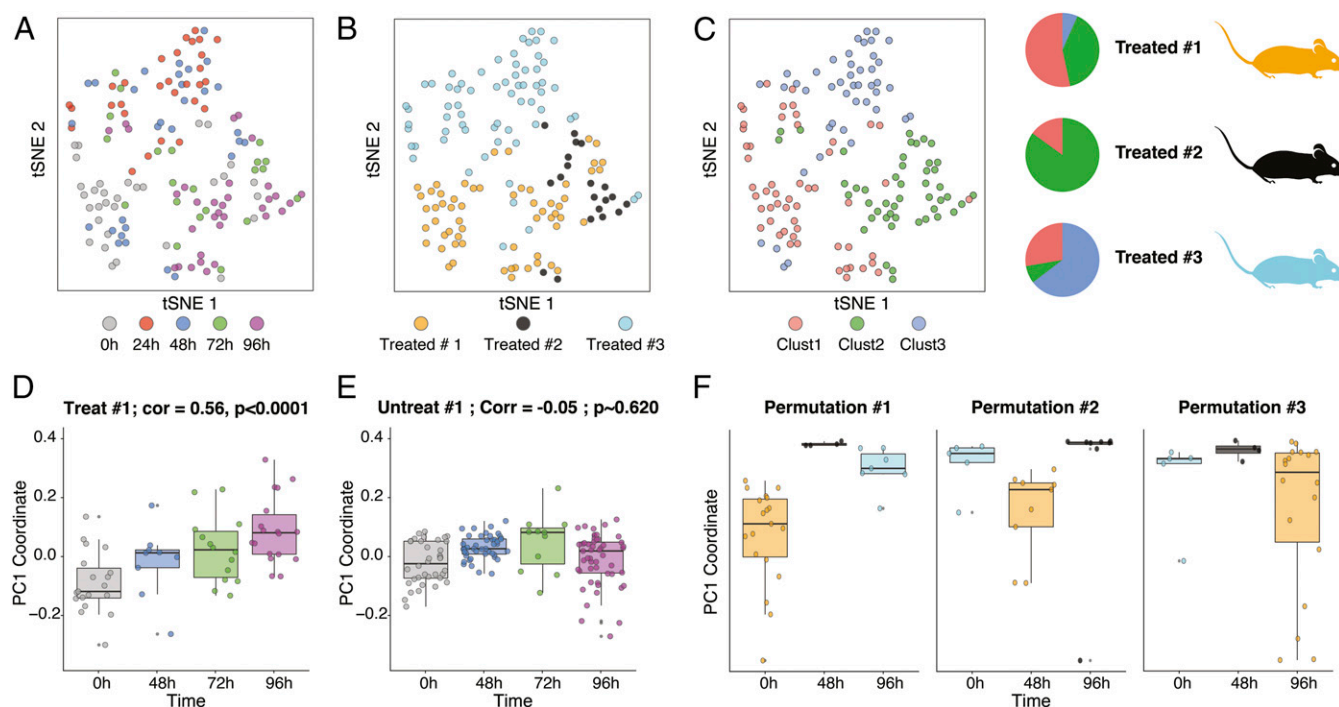 A
B
C
tSNE 2
tSNE 1
0h 24h 48h 72h 96h
tSNE 2
tSNE 1
Treated # 1 Treated #2 Treated #3
tSNE 2
tSNE 1
Clust1 Clust2 Clust3
Treated #1
Treated #2
Treated #3
D
Treat #1; cor = 0.56, p<0.0001
PC1 Coordinate
0.4
0.2
0.0
−0.2
0h 48h 72h 96h
Time
E
Untreat #1 ; Corr = -0.05 ; p~0.620
PC1 Coordinate
0.4
0.2
0.0
−0.2
0h 48h 72h 96h
Time
F
Permutation #1 Permutation #2 Permutation #3
PC1 Coordinate
0h 48h 96h
0h 48h 96h
0h 48h 96h
Time